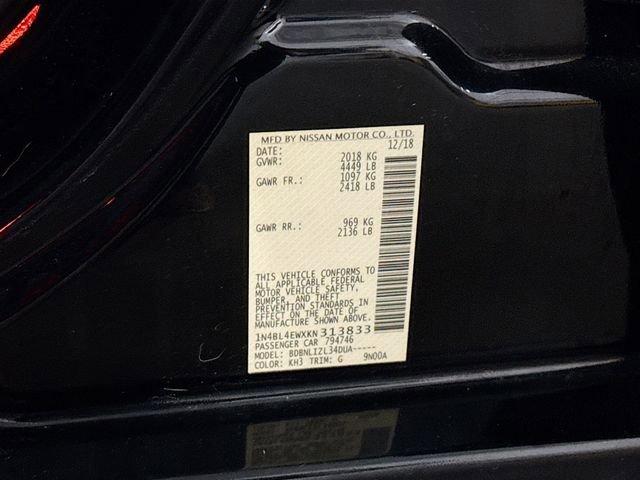 MFD BY NISSAN MOTOR CO., LTD.
DATE: 12/18
GVWR: 2018 KG
4449 LB
GAWR FR.: 1097 KG
2418 LB
GAWR RR.: 969 KG
2136 LB
THIS VEHICLE CONFORMS TO
ALL APPLICABLE FEDERAL
MOTOR VEHICLE SAFETY,
BUMPER, AND THEFT
PREVENTION STANDARDS IN
EFFECT ON THE DATE OF
MANUFACTURE SHOWN ABOVE.
1N4BL4EWXKN313833
PASSENGER CAR 794746
MODEL: BDBNLIZL34DUA-----
COLOR: KH3 TRIM: G 9N00A